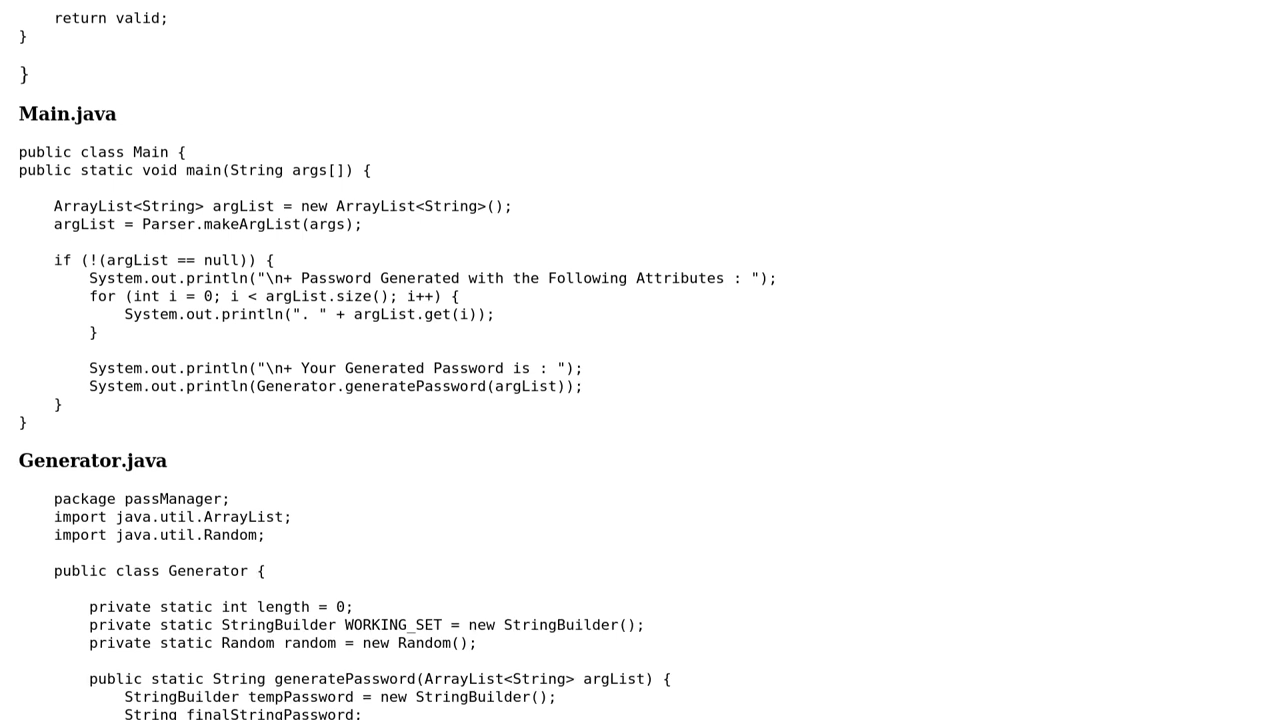 return valid;
}
}
Main.java
public class Main {
public static void main(String args[]) {
    ArrayList<String> argList = new ArrayList<String>();
    argList = Parser.makeArgList(args);
    if (!(argList == null)) {
        System.out.println("\n+ Password Generated with the Following Attributes : ");
        for (int i = 0; i < argList.size(); i++) {
            System.out.println(". " + argList.get(i));
        }
        System.out.println("\n+ Your Generated Password is : ");
        System.out.println(Generator.generatePassword(argList));
    }
}
Generator.java
    package passManager;
    import java.util.ArrayList;
    import java.util.Random;
    public class Generator {
        private static int length = 0;
        private static StringBuilder WORKING_SET = new StringBuilder();
        private static Random random = new Random();
        public static String generatePassword(ArrayList<String> argList) {
            StringBuilder tempPassword = new StringBuilder();
            String finalStringPassword;